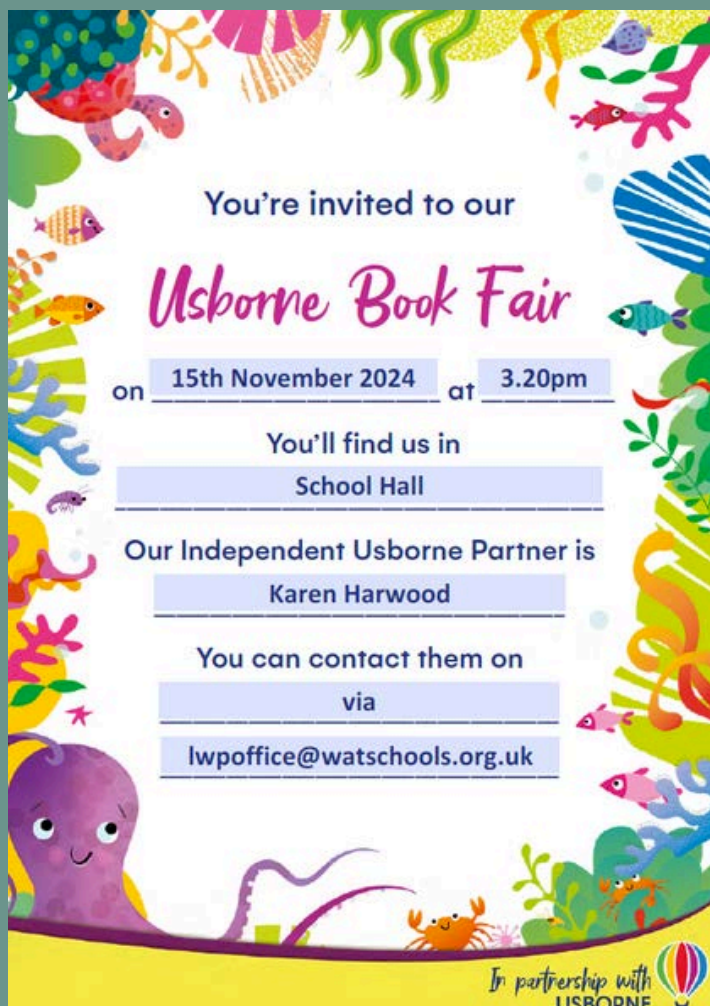 You're invited to our
Usborne Book Fair
on 15th November 2024 at 3.20pm
You'll find us in
School Hall
Our Independent Usborne Partner is
Karen Harwood
You can contact them on
via
lwpoffice@watschools.org.uk
In partnership with
USBORNE